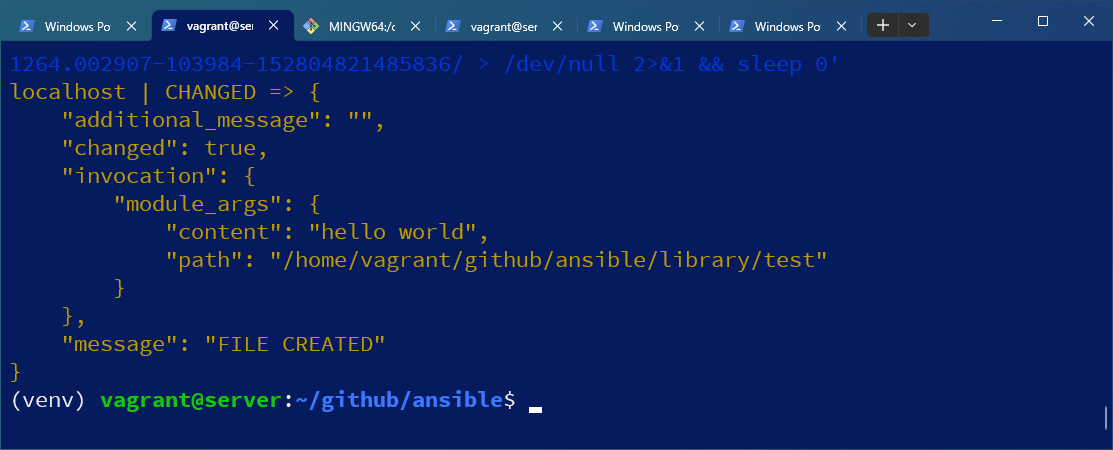 Windows Po
vagrant@ser
MINGW64:/c
vagrant@ser
Windows Po
Windows Po
1264.002907-103984-152804821485836/ > /dev/null 2>&1 && sleep 0'
localhost | CHANGED => {
    "additional_message": "",
    "changed": true,
    "invocation": {
        "module_args": {
            "content": "hello world",
            "path": "/home/vagrant/github/ansible/library/test"
        }
    },
    "message": "FILE CREATED"
}
(venv) vagrant@server:~/github/ansible$